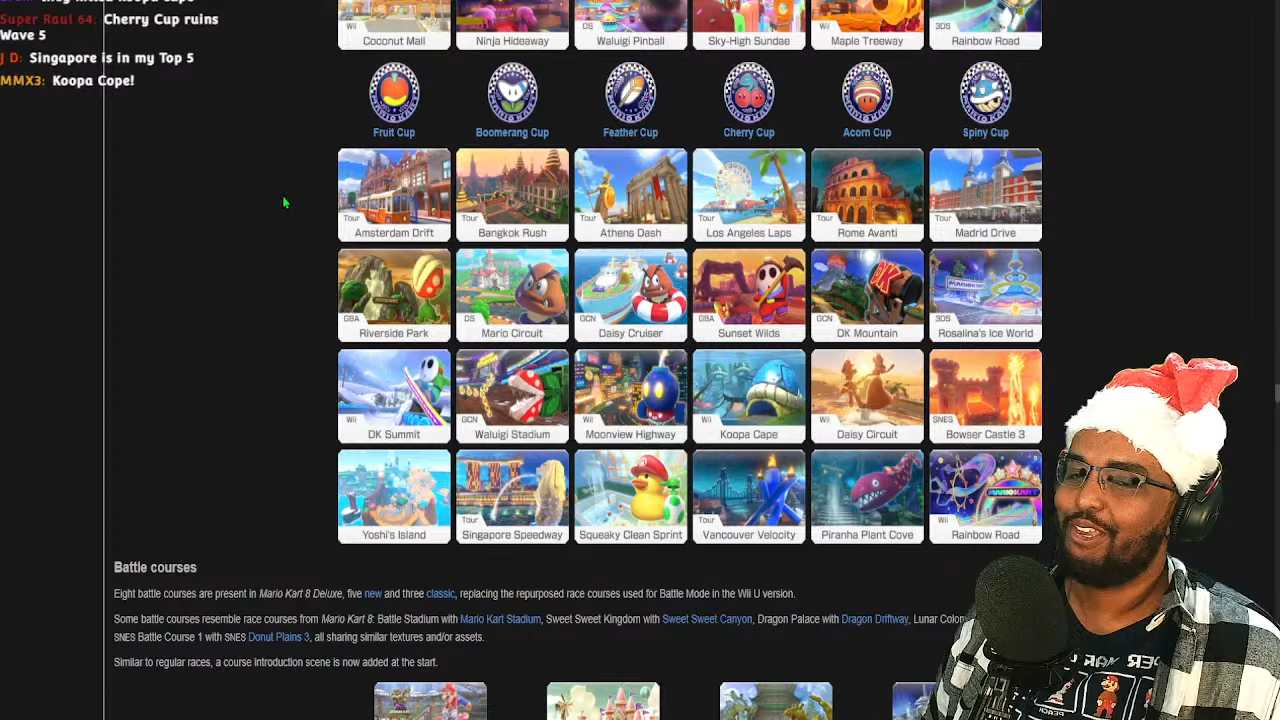 Super Raul 64: Cherry Cup ruins
Wave 5
J D: Singapore is in my Top 5
MMX3: Koopa Cope!
Wii
DS
Wii
3DS
Coconut Mall
Ninja Hideaway
Waluigi Pinball
Sky-High Sundae
Maple Treeway
Rainbow Road
Fruit Cup
Boomerang Cup
Feather Cup
Cherry Cup
Acorn Cup
Spiny Cup
Tour
Tour
Tour
Tour
Tour
Tour
Amsterdam Drift
Bangkok Rush
Athens Dash
Los Angeles Laps
Rome Avanti
Madrid Drive
GBA
DS
GCN
GBA
GCN
3DS
Riverside Park
Mario Circuit
Daisy Cruiser
Sunset Wilds
DK Mountain
Rosalina's Ice World
Wii
GCN
Wii
Wii
Wii
SNES
DK Summit
Waluigi Stadium
Moonview Highway
Koopa Cape
Daisy Circuit
Bowser Castle 3
Tour
Tour
Wii
Yoshi's Island
Singapore Speedway
Squeaky Clean Sprint
Vancouver Velocity
Piranha Plant Cove
Rainbow Road
Battle courses
Eight battle courses are present in Mario Kart 8 Deluxe, five new and three classic, replacing the repurposed race courses used for Battle Mode in the Wii U version.
Some battle courses resemble race courses from Mario Kart 8: Battle Stadium with Mario Kart Stadium, Sweet Sweet Kingdom with Sweet Sweet Canyon, Dragon Palace with Dragon Driftway, Lunar Colon
SNES Battle Course 1 with SNES Donut Plains 3, all sharing similar textures and/or assets.
Similar to regular races, a course introduction scene is now added at the start.
PEACH